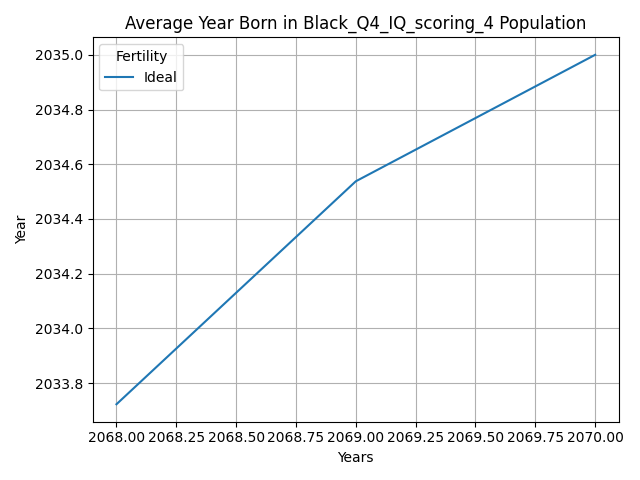 Average Year Born in Black_Q4_IQ_scoring_4 Population
2035.0
2034.8
2034.6
2034.4
2034.2
2034.0
2033.8
Year
Fertility
Ideal
2068.00 2068.25 2068.50 2068.75 2069.00 2069.25 2069.50 2069.75 2070.00
Years